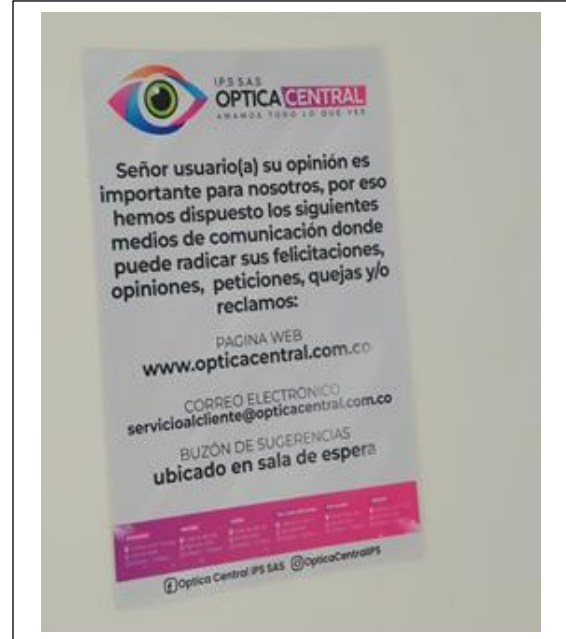 IPS SAS
OPTICA CENTRAL
AMAMOS TODO LO QUE VES
Señor usuario(a) su opinión es
importante para nosotros, por eso
hemos dispuesto los siguientes
medios de comunicación donde
puede radicar sus felicitaciones,
opiniones, peticiones, quejas y/o
reclamos:
PAGINA WEB
www.opticacentral.com.co
CORREO ELECTRÓNICO
servicioalcliente@opticacentral.com.co
BUZÓN DE SUGERENCIAS
ubicado en sala de espera
Optica Central IPS SAS OpticaCentralIPS